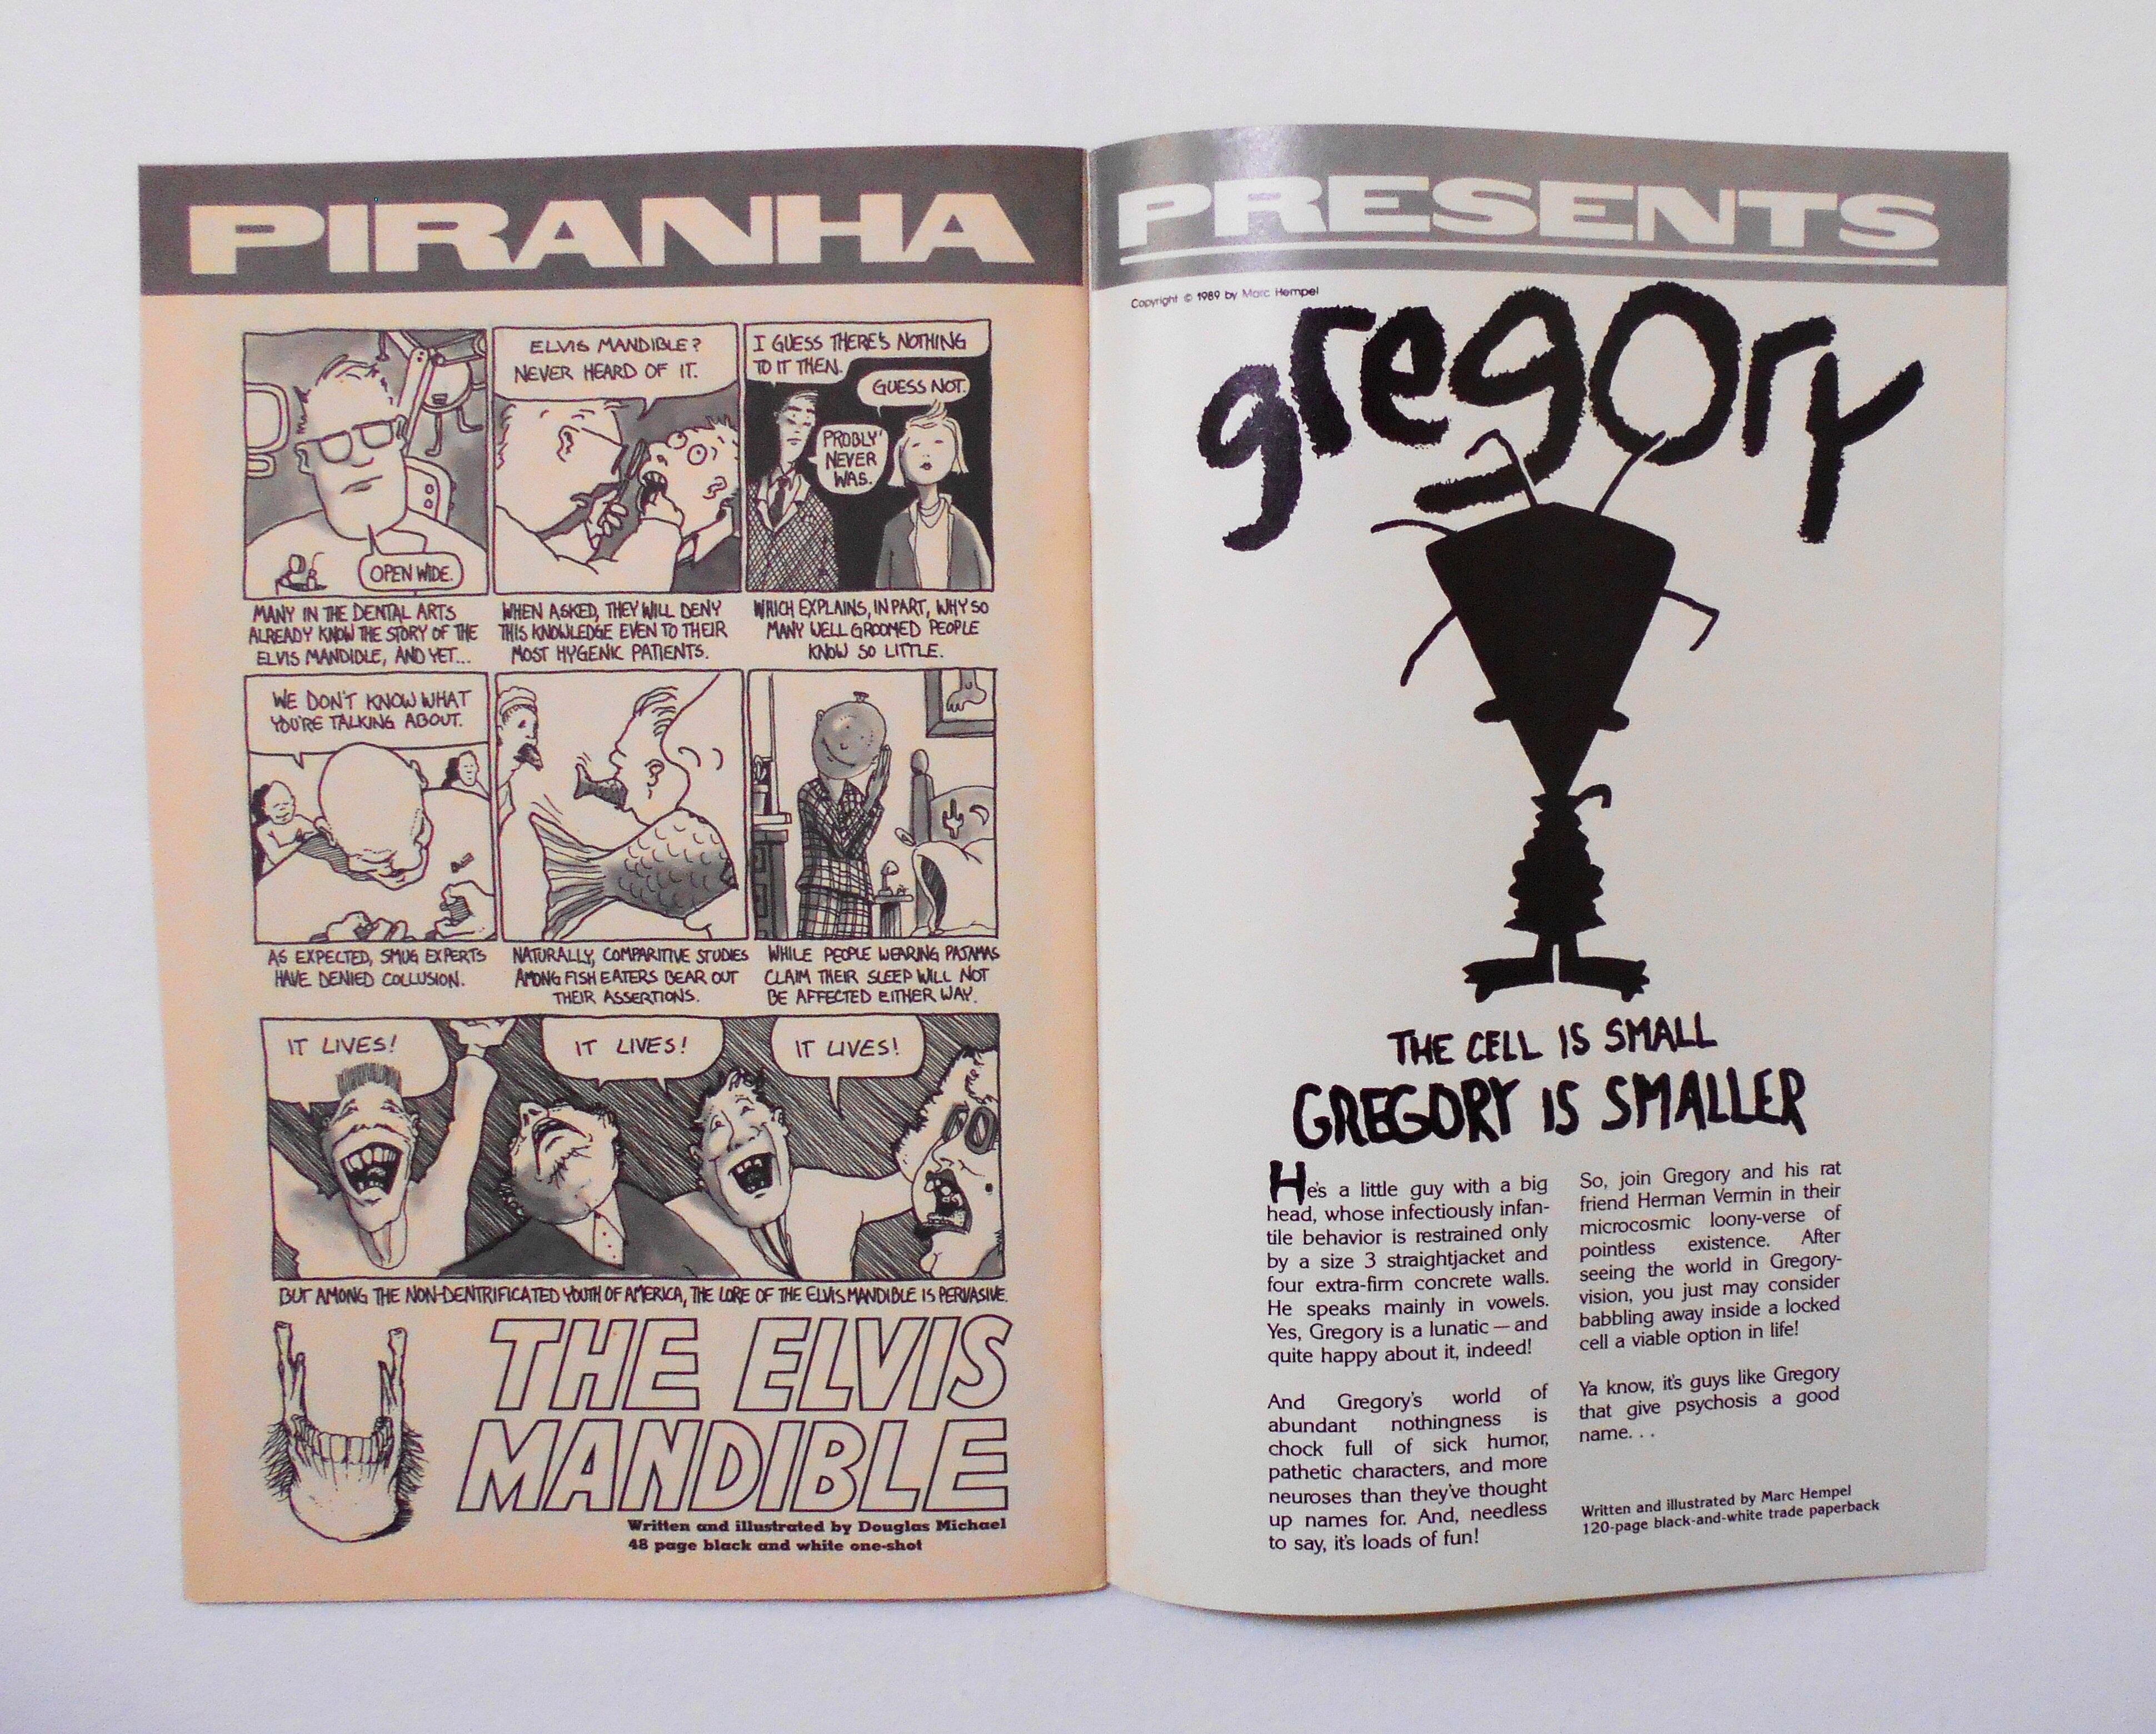 PIRANHA
OPEN WIDE.
MANY IN THE DENTAL ARTS
ALREADY KNOW THE STORY OF THE
ELVIS MANDIBLE, AND YET...
ELVIS MANDIBLE?
NEVER HEARD OF IT.
WHEN ASKED, THEY WILL DENY
THIS KNOWLEDGE EVEN TO THEIR
MOST HYGENIC PATIENTS.
I GUESS THERE'S NOTHING
TO IT THEN.
GUESS NOT.
PROBLY'
NEVER
WAS.
WHICH EXPLAINS, IN PART, WHY SO
MANY WELL GROOMED PEOPLE
KNOW SO LITTLE.
WE DON'T KNOW WHAT
YOU'RE TALKING ABOUT.
AS EXPECTED, SMUG EXPERTS
HAVE DENIED COLLUSION.
NATURALLY, COMPARITIVE STUDIES
AMONG FISH EATERS BEAR OUT
THEIR ASSERTIONS.
WHILE PEOPLE WEARING PAJAMAS
CLAIM THEIR SLEEP WILL NOT
BE AFFECTED EITHER WAY.
IT LIVES!
IT LIVES!
IT LIVES!
BUT AMONG THE NON-DENTRIFICATED YOUTH OF AMERICA, THE LORE OF THE ELVIS MANDIBLE IS PERVASIVE.
THE ELVIS
MANDIBLE
Written and illustrated by Douglas Michael
48 page black and white one-shot
PRESENTS
Copyright © 1989 by Marc Hempel
gregory
THE CELL IS SMALL
GREGORY IS SMALLER
He's a little guy with a big
head, whose infectiously infan-
tile behavior is restrained only
by a size 3 straightjacket and
four extra-firm concrete walls.
He speaks mainly in vowels.
Yes, Gregory is a lunatic — and
quite happy about it, indeed!
And Gregory's world of
abundant nothingness is
chock full of sick humor,
pathetic characters, and more
neuroses than they've thought
up names for. And, needless
to say, it's loads of fun!
So, join Gregory and his rat
friend Herman Vermin in their
microcosmic loony-verse of
pointless existence. After
seeing the world in Gregory-
vision, you just may consider
babbling away inside a locked
cell a viable option in life!
Ya know, it's guys like Gregory
that give psychosis a good
name. . .
Written and illustrated by Marc Hempel
120-page black-and-white trade paperback